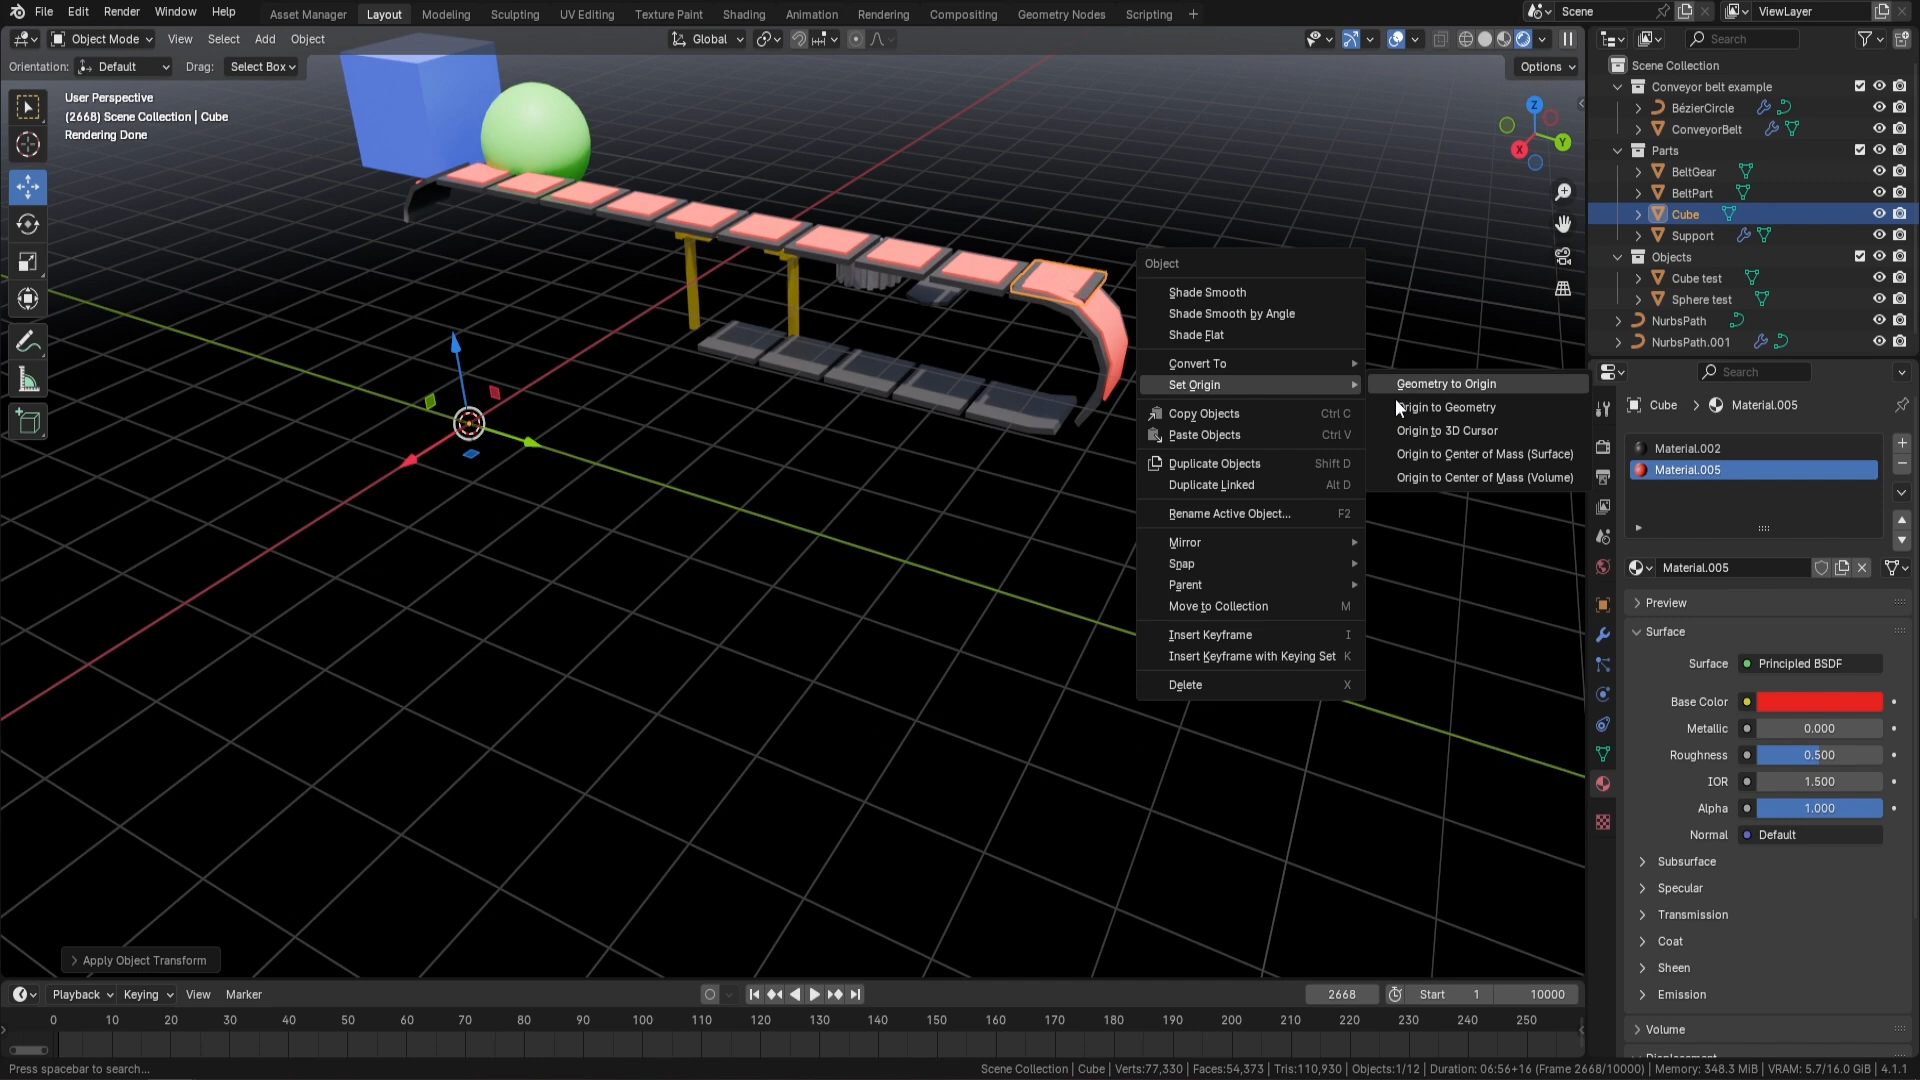 File Edit Render Window Help Asset Manager Layout Modeling Sculpting UV Editing Texture Paint Shading Animation Rendering Compositing Geometry Nodes Scripting + Scene ViewLayer
Object Mode View Select Add Object Global Search
Orientation: Default Drag: Select Box Options
User Perspective
(2668) Scene Collection | Cube
Rendering Done
Z
Y
X
Scene Collection
Conveyor belt example
BézierCircle
ConveyorBelt
Parts
BeltGear
BeltPart
Cube
Support
Objects
Cube test
Sphere test
NurbsPath
NurbsPath.001
Object
Shade Smooth
Shade Smooth by Angle
Shade Flat
Convert To
Set Origin
Copy Objects Ctrl C
Paste Objects Ctrl V
Duplicate Objects Shift D
Duplicate Linked Alt D
Rename Active Object... F2
Mirror
Snap
Parent
Move to Collection M
Insert Keyframe I
Insert Keyframe with Keying Set K
Delete X
Geometry to Origin
Origin to Geometry
Origin to 3D Cursor
Origin to Center of Mass (Surface)
Origin to Center of Mass (Volume)
Search
Cube > Material.005
Material.002
Material.005
Material.005
Preview
Surface
Surface Principled BSDF
Base Color
Metallic 0.000
Roughness 0.500
IOR 1.500
Alpha 1.000
Normal Default
Subsurface
Specular
Transmission
Coat
Sheen
Emission
Volume
Displacement
Apply Object Transform
Playback Keying View Marker 2668 Start 1 10000
0 10 20 30 40 50 60 70 80 90 100 110 120 130 140 150 160 170 180 190 200 210 220 230 240 250
Press spacebar to search... Scene Collection | Cube | Verts:77,330 | Faces:54,373 | Tris:110,930 | Objects:1/12 | Duration: 06:56+16 (Frame 2668/10000) | Memory: 348.3 MiB | VRAM: 5.7/16.0 GiB | 4.1.1